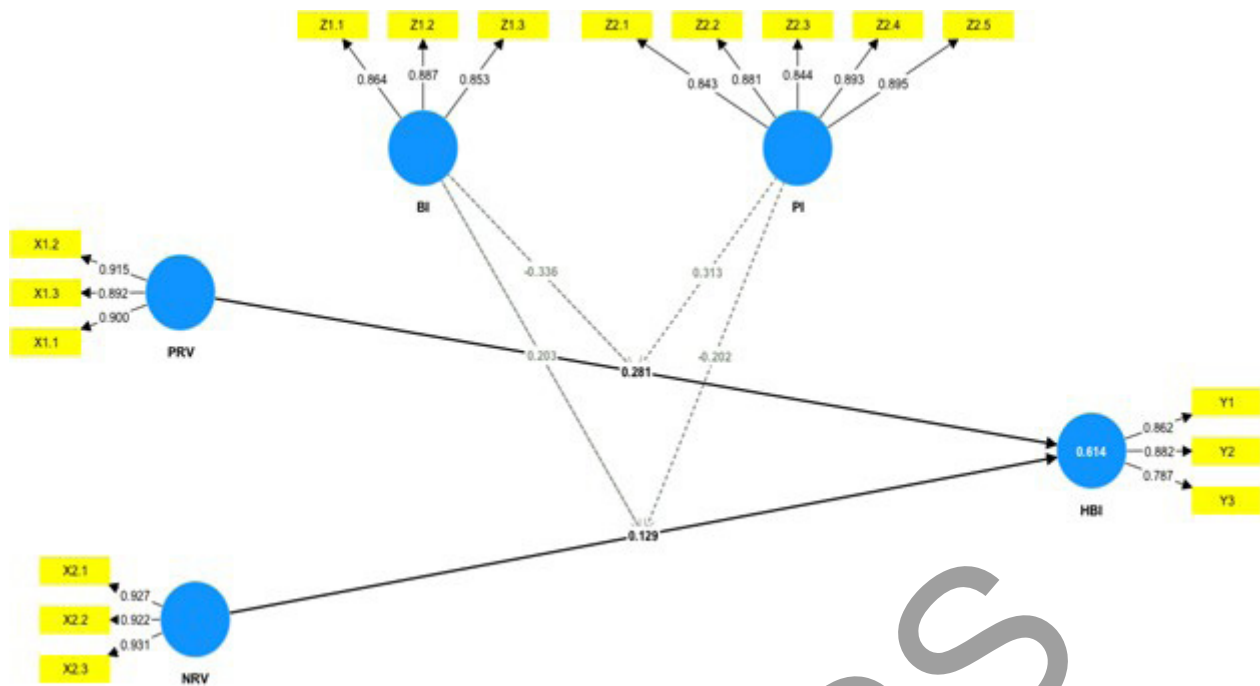 Z1.1 Z1.2 Z1.3 Z2.1 Z2.2 Z2.3 Z2.4 Z2.5
0.864 0.887 0.853 0.843 0.881 0.844 0.893 0.895
BI PI
X1.2
0.915
X1.3 0.892
0.900
X1.1
PRV
-0.336 0.313
0.203 -0.202
0.281
Y1
0.862
0.614 0.882 Y2
0.787
Y3
HBI
0.129
X2.1
0.927
X2.2 0.922
0.931
X2.3
NRV
S